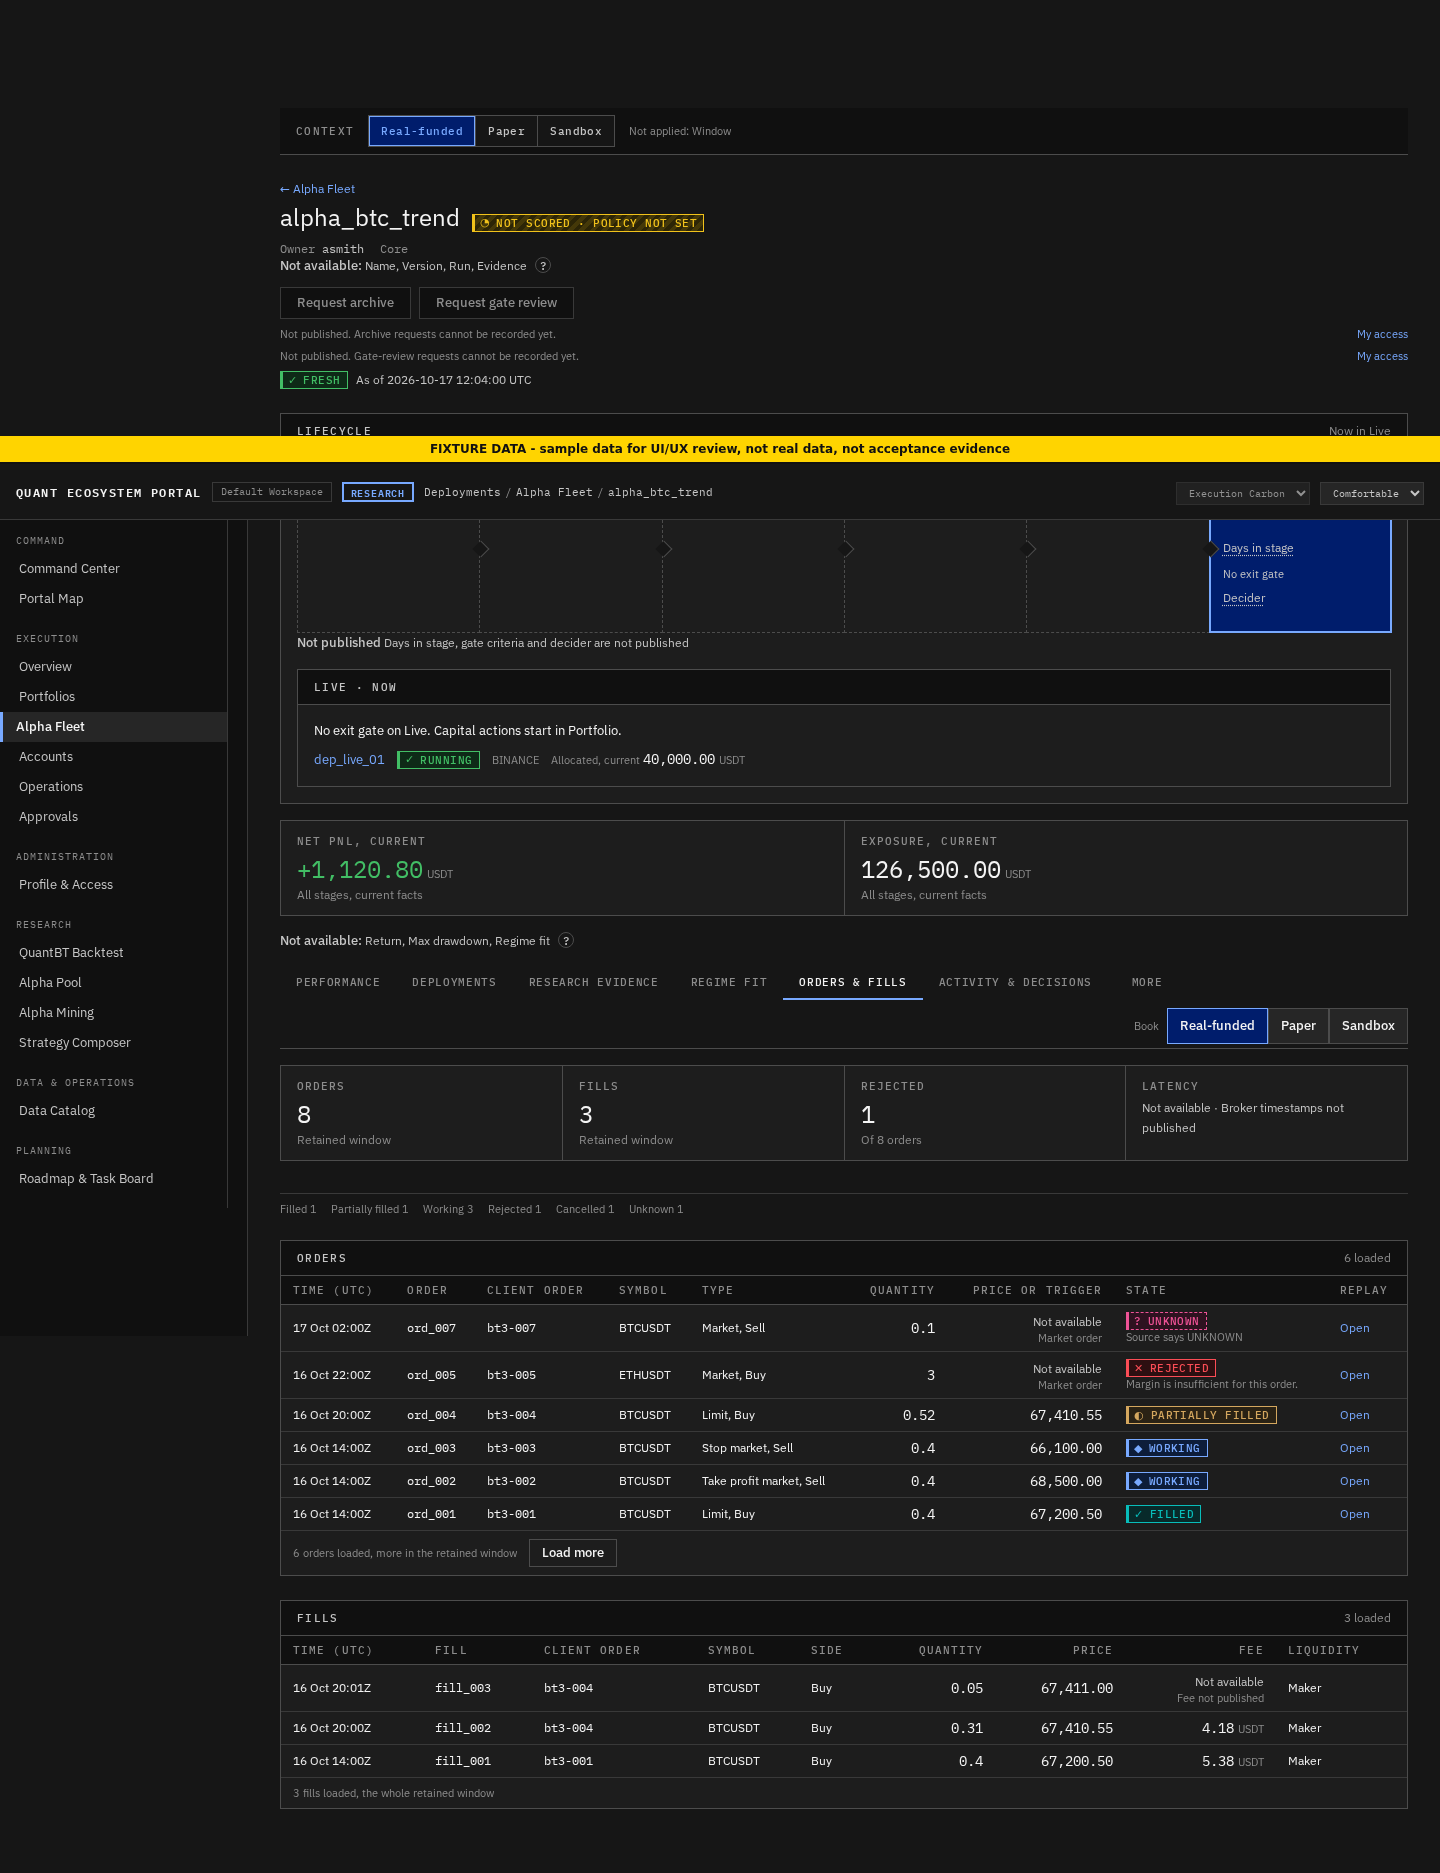 CONTEXT Real-funded Paper Sandbox Not applied: Window
← Alpha Fleet
alpha_btc_trend ◔ NOT SCORED · POLICY NOT SET
Owner asmith Core
Not available: Name, Version, Run, Evidence ?
Request archive Request gate review
Not published. Archive requests cannot be recorded yet. My access
Not published. Gate-review requests cannot be recorded yet. My access
✓ FRESH As of 2026-10-17 12:04:00 UTC
LIFECYCLE Now in Live
FIXTURE DATA - sample data for UI/UX review, not real data, not acceptance evidence
QUANT ECOSYSTEM PORTAL Default Workspace RESEARCH Deployments / Alpha Fleet / alpha_btc_trend Execution Carbon Comfortable
COMMAND
Command Center
Portal Map
EXECUTION
Overview
Portfolios
Alpha Fleet
Accounts
Operations
Approvals
ADMINISTRATION
Profile & Access
RESEARCH
QuantBT Backtest
Alpha Pool
Alpha Mining
Strategy Composer
DATA & OPERATIONS
Data Catalog
PLANNING
Roadmap & Task Board
Days in stage
No exit gate
Decider
Not published Days in stage, gate criteria and decider are not published
LIVE · NOW
No exit gate on Live. Capital actions start in Portfolio.
dep_live_01 ✓ RUNNING BINANCE Allocated, current 40,000.00 USDT
NET PNL, CURRENT EXPOSURE, CURRENT
+1,120.80 USDT 126,500.00 USDT
All stages, current facts All stages, current facts
Not available: Return, Max drawdown, Regime fit ?
PERFORMANCE DEPLOYMENTS RESEARCH EVIDENCE REGIME FIT ORDERS & FILLS ACTIVITY & DECISIONS MORE
Book Real-funded Paper Sandbox
ORDERS FILLS REJECTED LATENCY
8 3 1 Not available · Broker timestamps not published
Retained window Retained window Of 8 orders
Filled 1 Partially filled 1 Working 3 Rejected 1 Cancelled 1 Unknown 1
ORDERS 6 loaded
TIME (UTC) ORDER CLIENT ORDER SYMBOL TYPE QUANTITY PRICE OR TRIGGER STATE REPLAY
17 Oct 02:00Z ord_007 bt3-007 BTCUSDT Market, Sell 0.1 Not available Market order ? UNKNOWN Source says UNKNOWN Open
16 Oct 22:00Z ord_005 bt3-005 ETHUSDT Market, Buy 3 Not available Market order ✕ REJECTED Margin is insufficient for this order. Open
16 Oct 20:00Z ord_004 bt3-004 BTCUSDT Limit, Buy 0.52 67,410.55 ◐ PARTIALLY FILLED Open
16 Oct 14:00Z ord_003 bt3-003 BTCUSDT Stop market, Sell 0.4 66,100.00 ◆ WORKING Open
16 Oct 14:00Z ord_002 bt3-002 BTCUSDT Take profit market, Sell 0.4 68,500.00 ◆ WORKING Open
16 Oct 14:00Z ord_001 bt3-001 BTCUSDT Limit, Buy 0.4 67,200.50 ✓ FILLED Open
6 orders loaded, more in the retained window Load more
FILLS 3 loaded
TIME (UTC) FILL CLIENT ORDER SYMBOL SIDE QUANTITY PRICE FEE LIQUIDITY
16 Oct 20:01Z fill_003 bt3-004 BTCUSDT Buy 0.05 67,411.00 Not available Fee not published Maker
16 Oct 20:00Z fill_002 bt3-004 BTCUSDT Buy 0.31 67,410.55 4.18 USDT Maker
16 Oct 14:00Z fill_001 bt3-001 BTCUSDT Buy 0.4 67,200.50 5.38 USDT Maker
3 fills loaded, the whole retained window